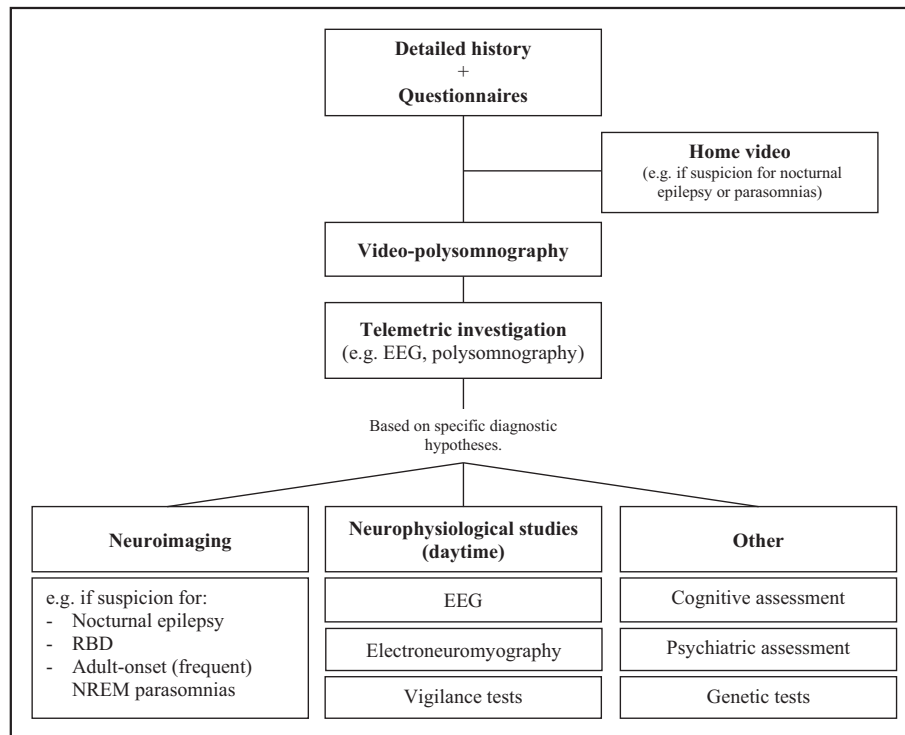 Detailed history
+
Questionnaires
Home video
(e.g. if suspicion for nocturnal
epilepsy or parasomnias)
Video-polysomnography
Telemetric investigation
(e.g. EEG, polysomnography)
Based on specific diagnostic
hypotheses.
Neuroimaging
e.g. if suspicion for:
- Nocturnal epilepsy
- RBD
- Adult-onset (frequent)
NREM parasomnias
Neurophysiological studies
(daytime)
EEG
Electroneuromyography
Vigilance tests
Other
Cognitive assessment
Psychiatric assessment
Genetic tests